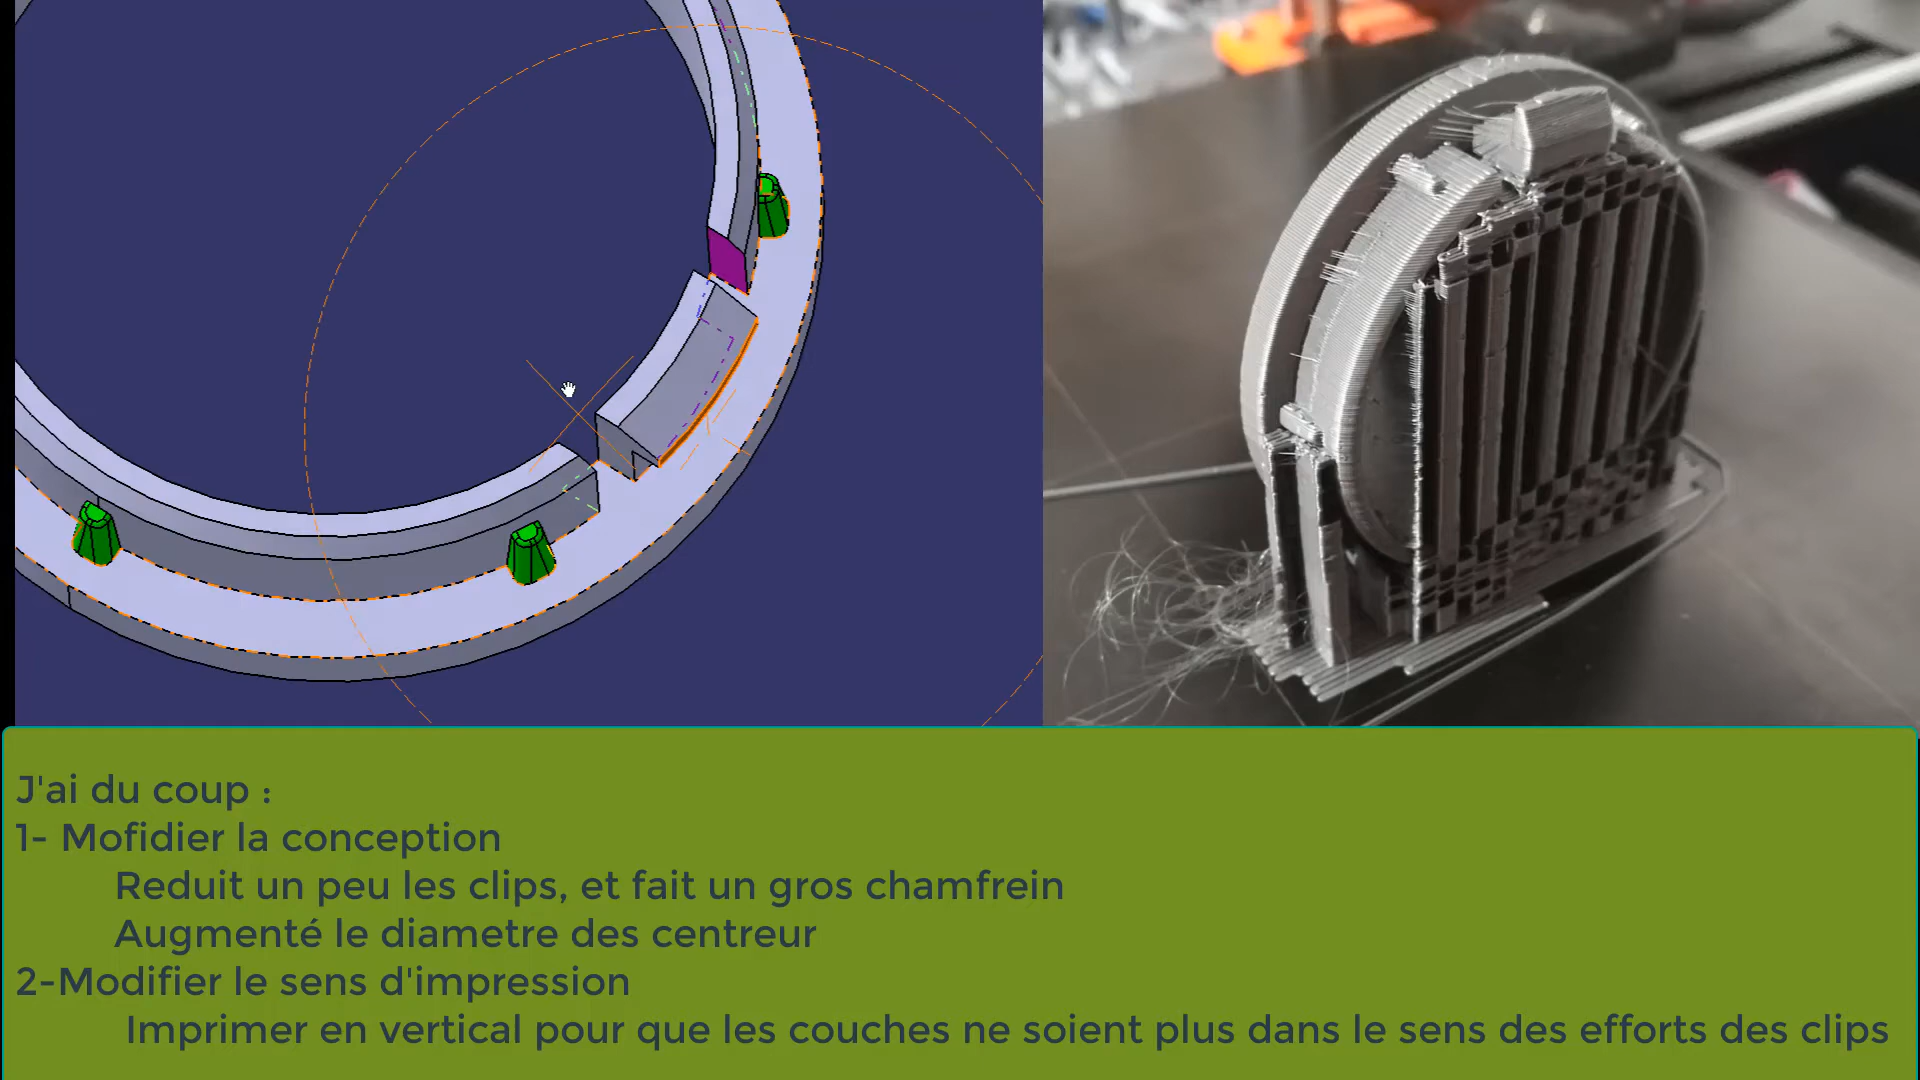 J'ai du coup :
1- Mofidier la conception
Reduit un peu les clips, et fait un gros chamfrein
Augmenté le diametre des centreur
2-Modifier le sens d'impression
Imprimer en vertical pour que les couches ne soient plus dans le sens des efforts des clips